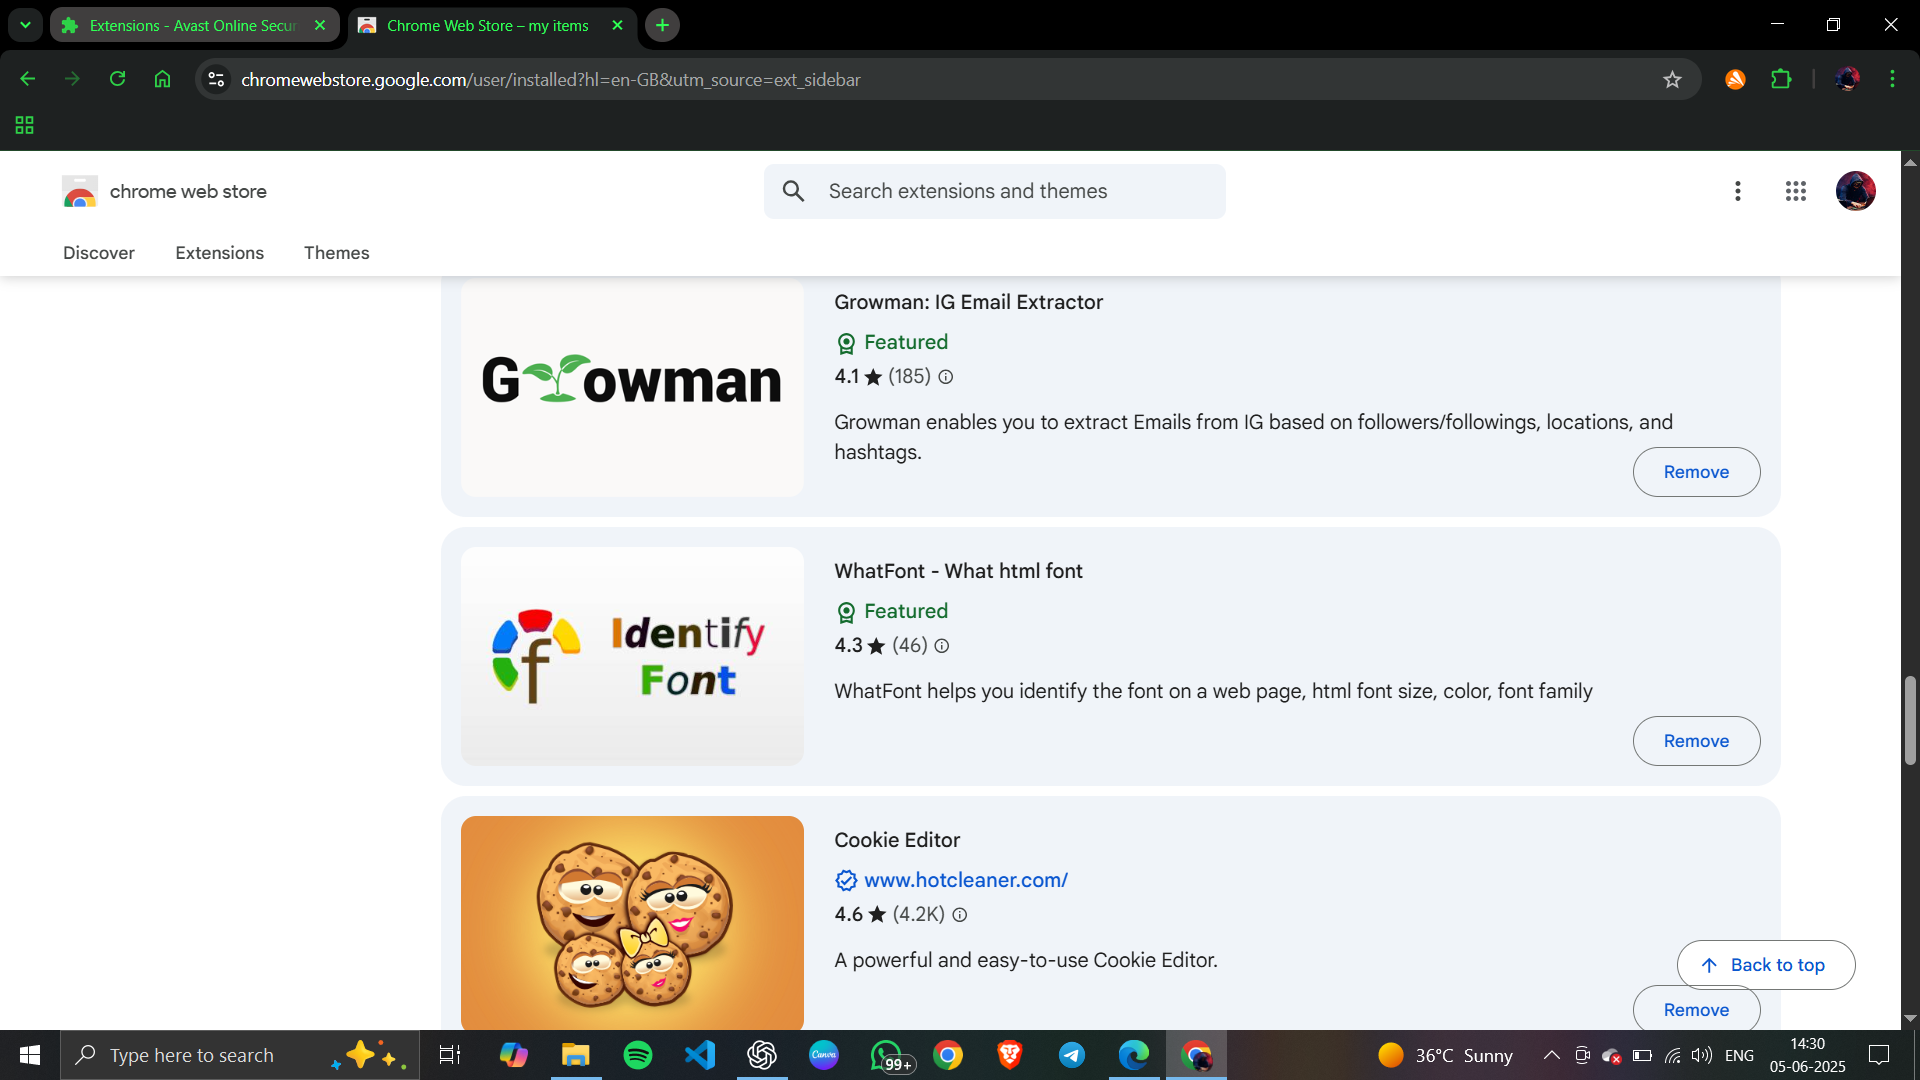 Extensions - Avast Online Secur
Chrome Web Store – my items
chromewebstore.google.com/user/installed?hl=en-GB&utm_source=ext_sidebar
chrome web store
Search extensions and themes
Discover
Extensions
Themes
Growman
Growman: IG Email Extractor
Featured
4.1 ★ (185)
Growman enables you to extract Emails from IG based on followers/followings, locations, and
hashtags.
Remove
Identify
Font
WhatFont - What html font
Featured
4.3 ★ (46)
WhatFont helps you identify the font on a web page, html font size, color, font family
Remove
Cookie Editor
www.hotcleaner.com/
4.6 ★ (4.2K)
A powerful and easy-to-use Cookie Editor.
Back to top
Remove
Type here to search
Canva
99+
36°C Sunny
ENG
14:30
05-06-2025